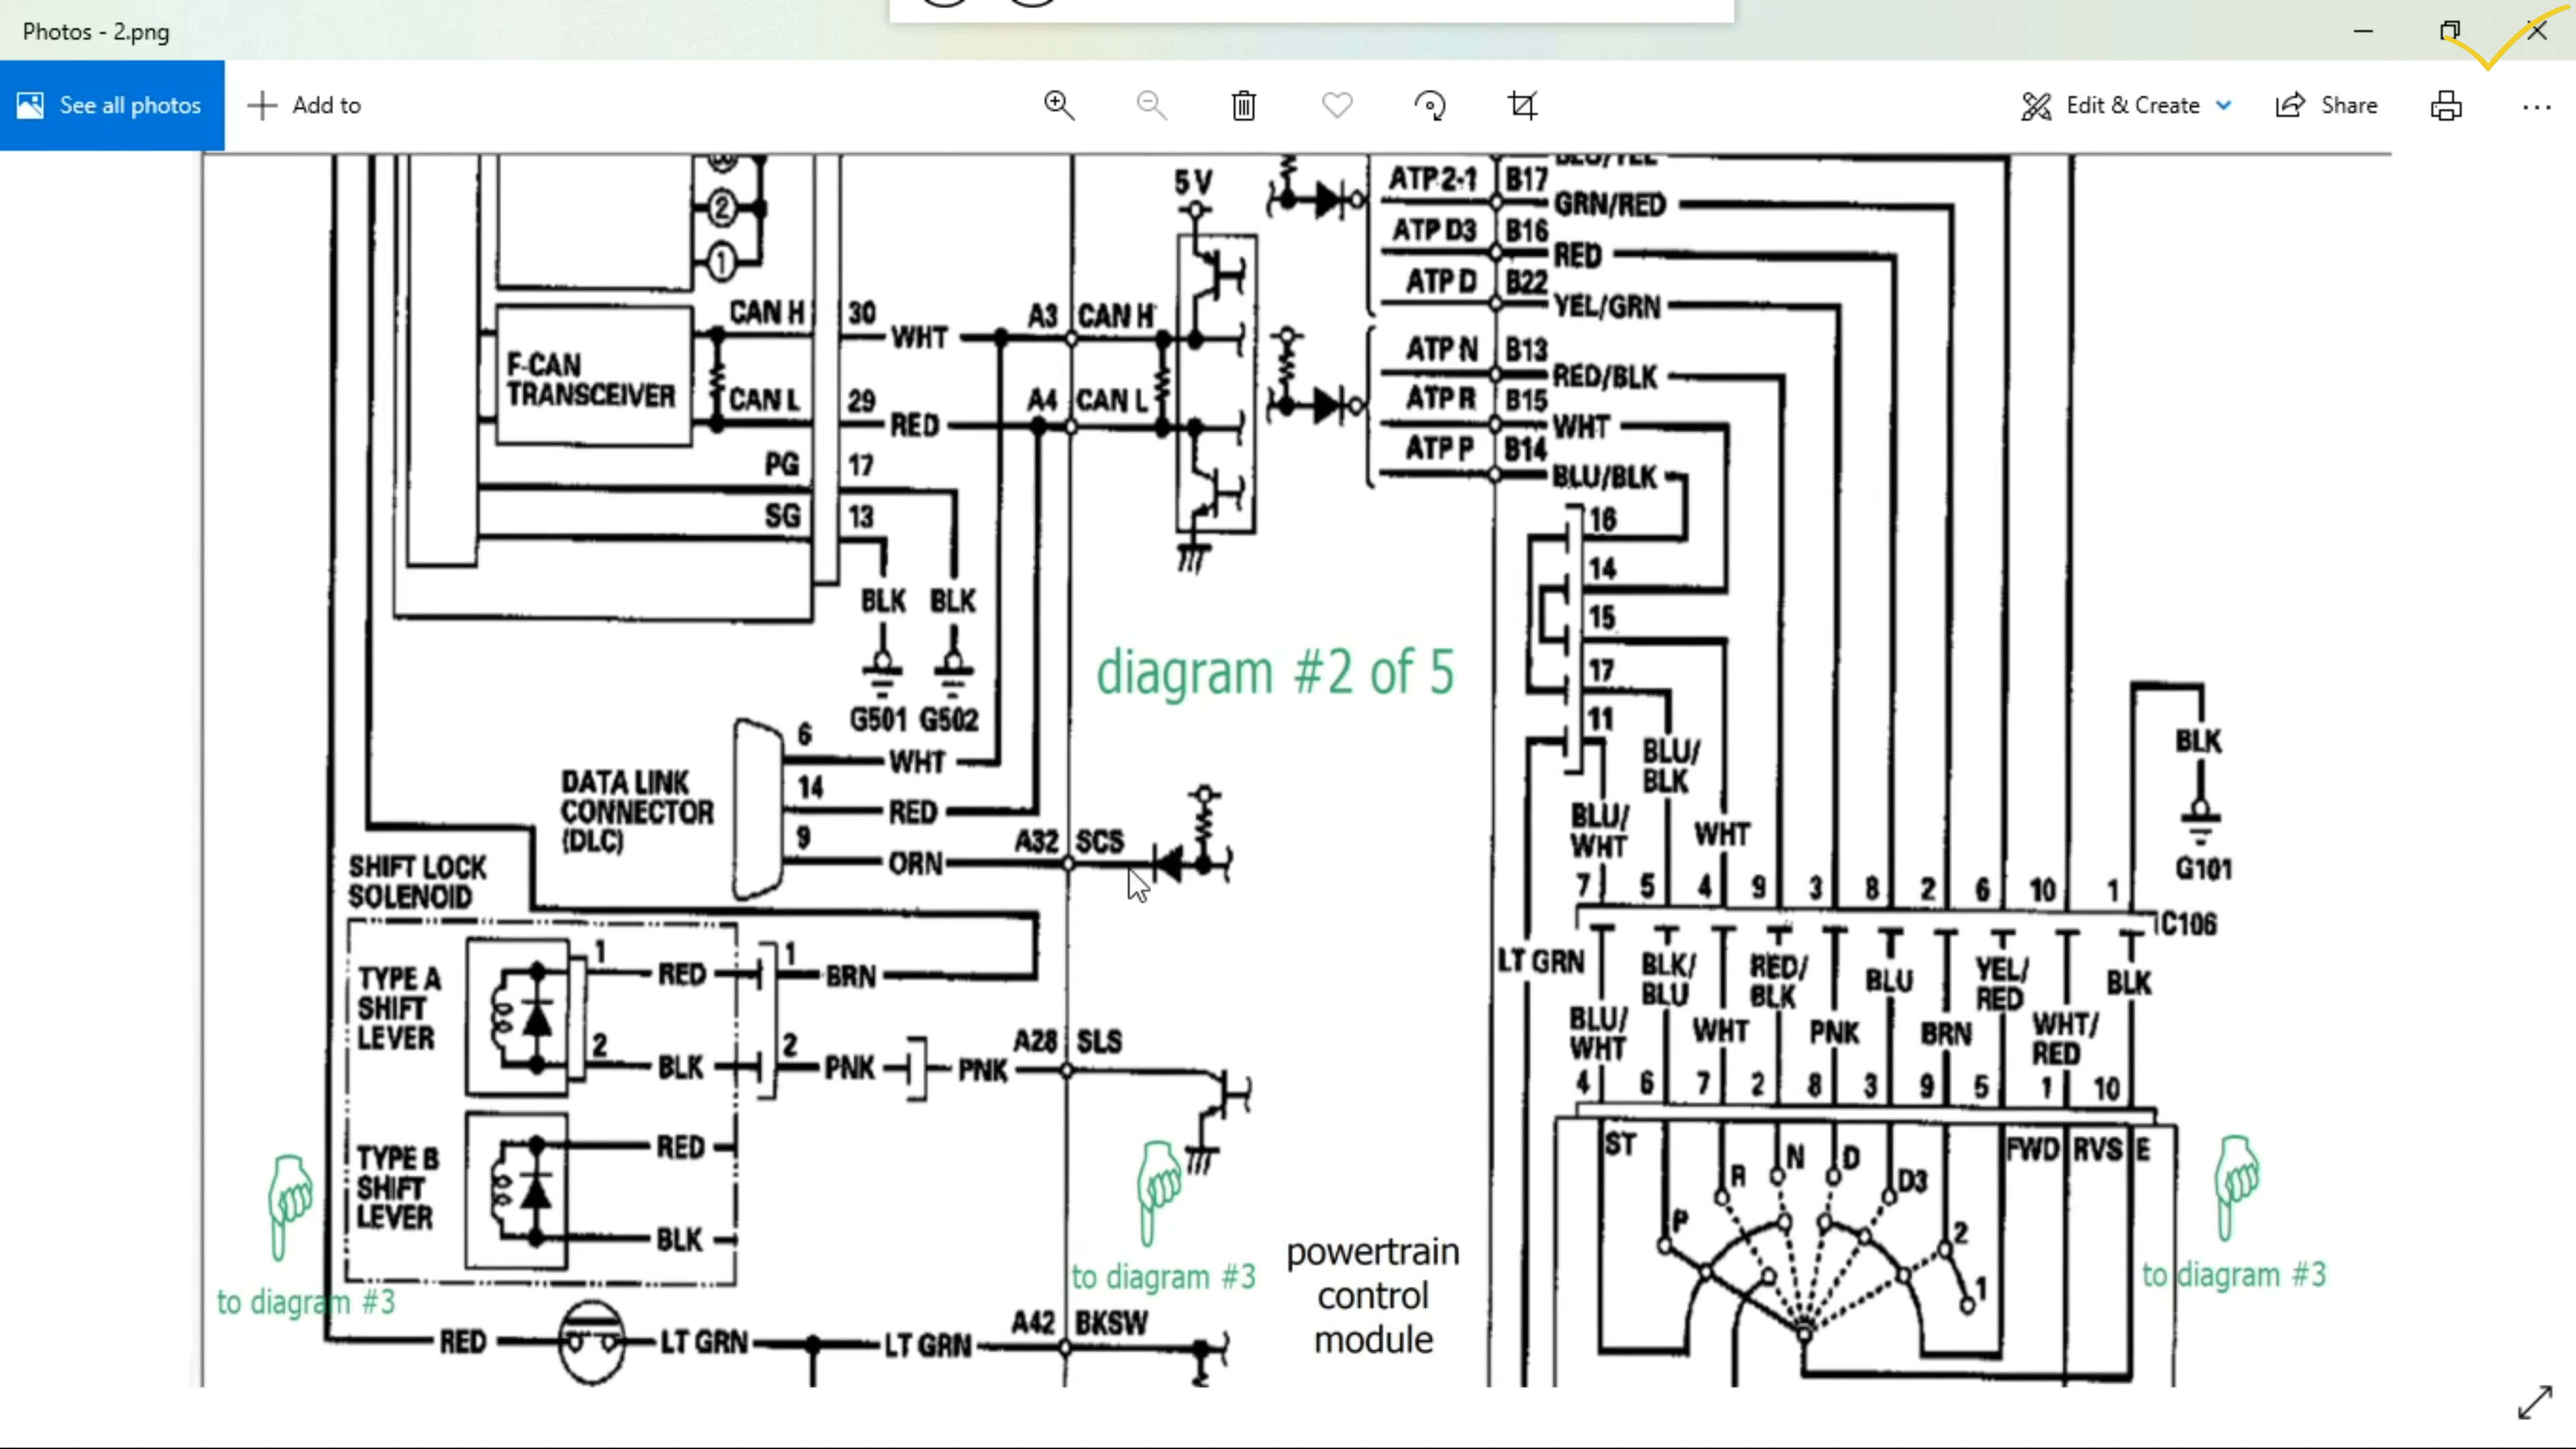 Photos - 2.png
See all photos
Add to
Edit & Create
Share
2
1
F-CAN
TRANSCEIVER
CAN H
30
WHT
A3
CAN H
CAN L
29
RED
A4
CAN L
PG
17
SG
13
BLK
BLK
G501
G502
5 V
ATP 2-1
B17
GRN/RED
ATP D3
B16
RED
ATP D
B22
YEL/GRN
ATP N
B13
RED/BLK
ATP R
B15
WHT
ATP P
B14
BLU/BLK
16
14
15
17
11
diagram #2 of 5
DATA LINK
CONNECTOR
(DLC)
6
WHT
14
RED
9
ORN
A32
SCS
BLU/
BLK
BLU/
WHT
WHT
BLK
G101
7
5
4
9
3
8
2
6
10
1
C106
LT GRN
BLK/
BLU
RED/
BLK
BLU
YEL/
RED
BLK
BLU/
WHT
WHT
PNK
BRN
WHT/
RED
4
6
7
2
8
3
9
5
1
10
ST
FWD
RVS
E
P
R
N
D
D3
2
1
SHIFT LOCK
SOLENOID
TYPE A
SHIFT
LEVER
1
RED
1
BRN
2
BLK
2
PNK
PNK
A28
SLS
TYPE B
SHIFT
LEVER
RED
BLK
to diagram #3
to diagram #3
to diagram #3
powertrain
control
module
RED
LT GRN
LT GRN
A42
BKSW